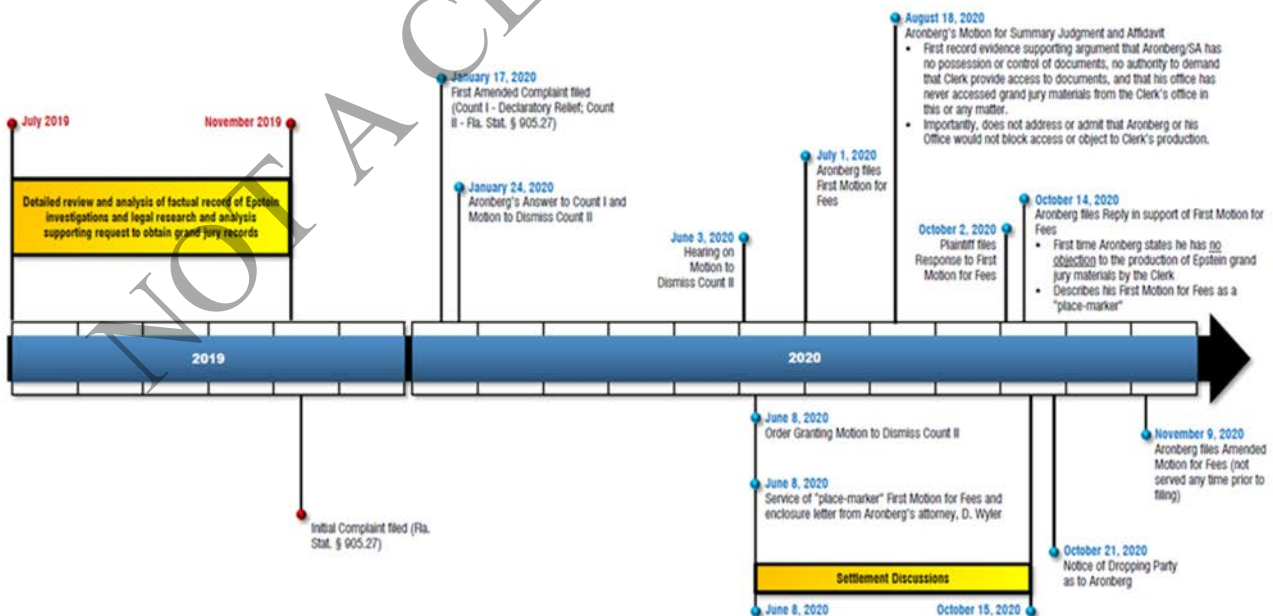 August 18, 2020
Aronberg's Motion for Summary Judgment and Affidavit
• First record evidence supporting argument that Aronberg/SA has
no possession or control of documents, no authority to demand
that Clerk provide access to documents, and that his office has
never accessed grand jury materials from the Clerk's office in
this or any matter.
• Importantly, does not address or admit that Aronberg or his
Office would not block access or object to Clerk's production.
January 17, 2020
First Amended Complaint filed
(Count I - Declaratory Relief; Count
II - Fla. Stat. § 905.27)
July 2019
November 2019
July 1, 2020
Aronberg files
First Motion for
Fees
Detailed review and analysis of factual record of Epstein
investigations and legal research and analysis
supporting request to obtain grand jury records
January 24, 2020
Aronberg's Answer to Count I and
Motion to Dismiss Count II
June 3, 2020
Hearing on
Motion to
Dismiss Count II
October 2, 2020
Plaintiff files
Response to First
Motion for Fees
October 14, 2020
Aronberg files Reply in support of First Motion for
Fees
• First time Aronberg states he has no
objection to the production of Epstein grand
jury materials by the Clerk
• Describes his First Motion for Fees as a
"place-marker"
2019
2020
June 8, 2020
Order Granting Motion to Dismiss Count II
June 8, 2020
Service of "place-marker" First Motion for Fees and
enclosure letter from Aronberg's attorney, D. Wyler
November 9, 2020
Aronberg files Amended
Motion for Fees (not
served any time prior to
filing)
Initial Complaint filed (Fla.
Stat. § 905.27)
October 21, 2020
Notice of Dropping Party
as to Aronberg
Settlement Discussions
June 8, 2020
October 15, 2020
NOT A